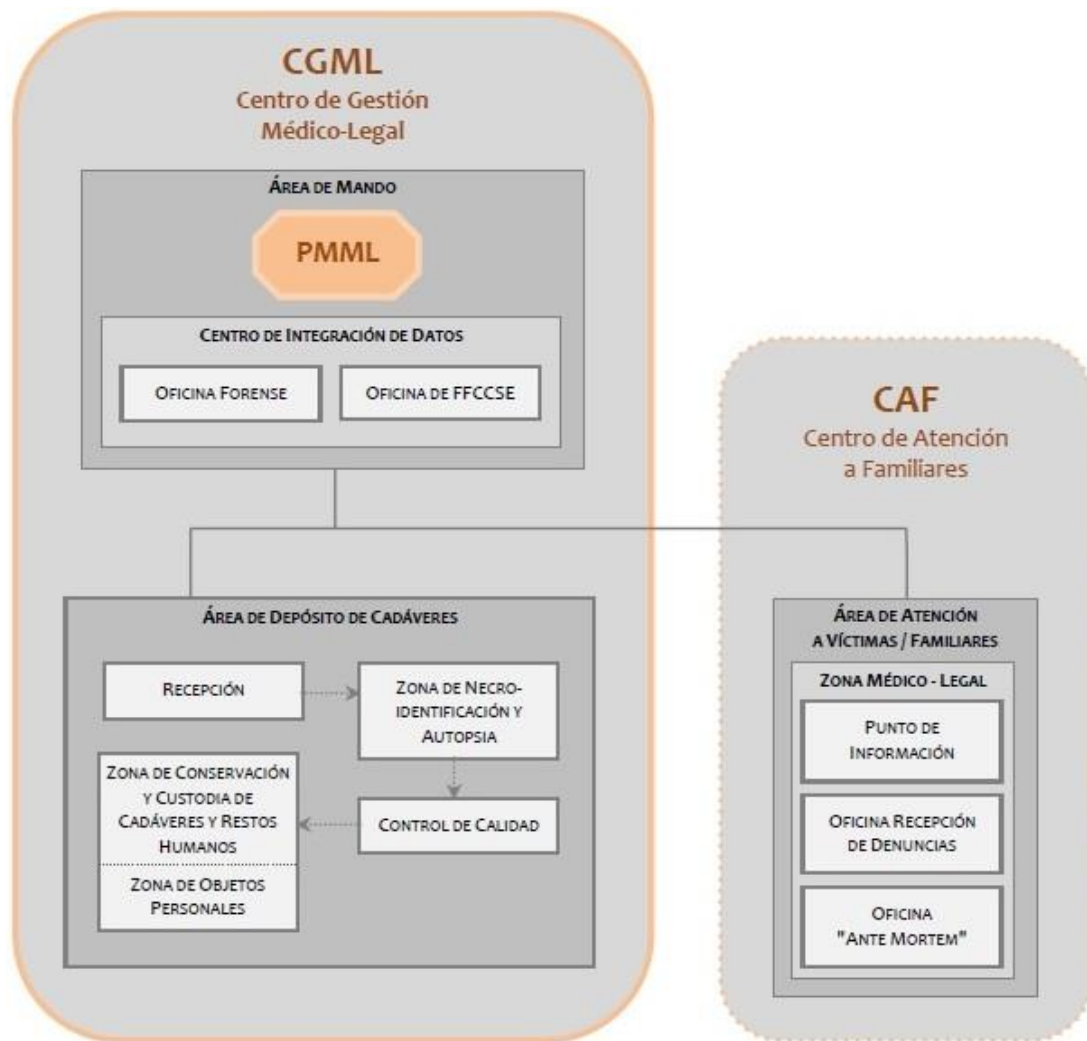 CGML
Centro de Gestión
Médico-Legal
ÁREA DE MANDO
PMML
CENTRO DE INTEGRACIÓN DE DATOS
OFICINA FORENSE
OFICINA DE FFCCSE
ÁREA DE DEPÓSITO DE CADÁVERES
RECEPCIÓN
ZONA DE NECRO-
IDENTIFICACIÓN Y
AUTOPSIA
ZONA DE CONSERVACIÓN
Y CUSTODIA DE
CADÁVERES Y RESTOS
HUMANOS
ZONA DE OBJETOS
PERSONALES
CONTROL DE CALIDAD
CAF
Centro de Atención
a Familiares
ÁREA DE ATENCIÓN
A VÍCTIMAS / FAMILIARES
ZONA MÉDICO - LEGAL
PUNTO DE
INFORMACIÓN
OFICINA RECEPCIÓN
DE DENUNCIAS
OFICINA
"ANTE MORTEM"